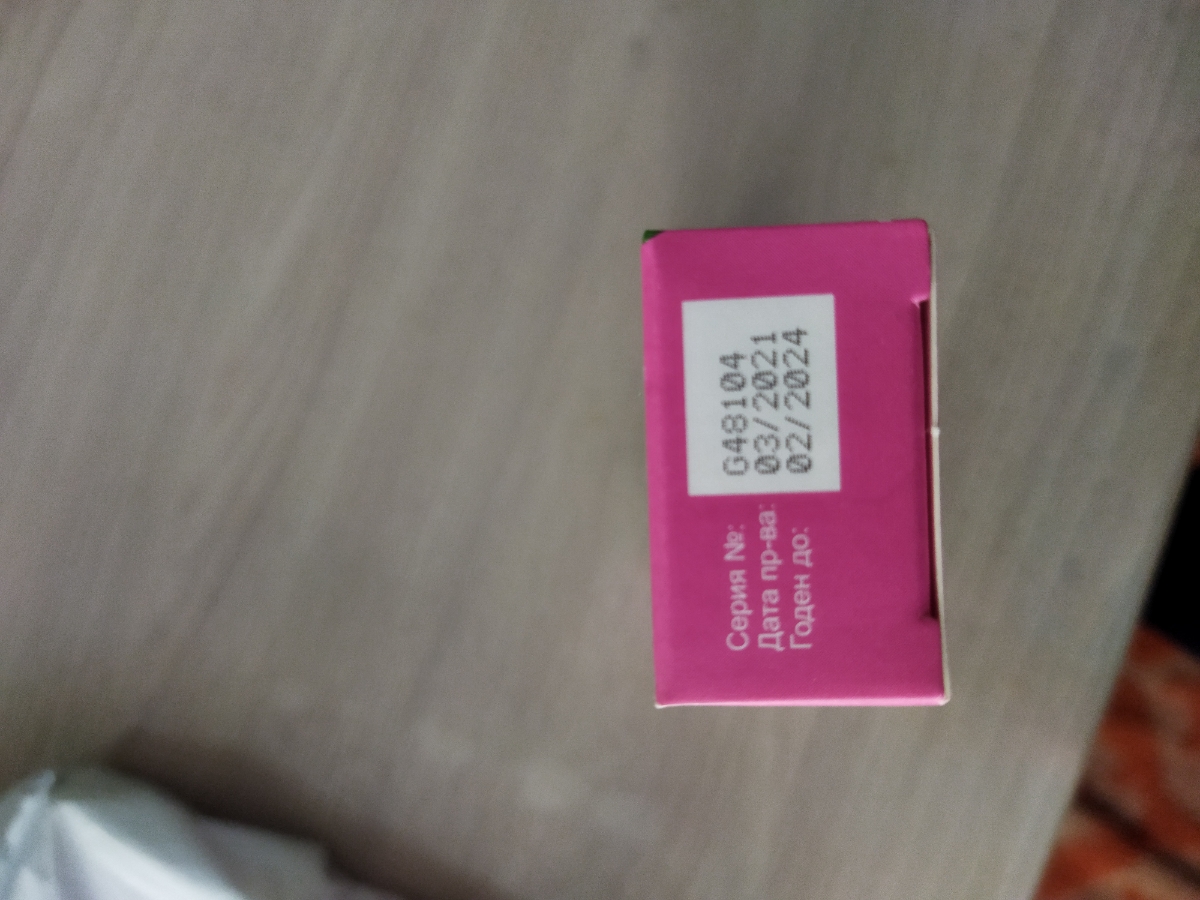 Серия №: G48104
Дата пр-ва: 03/2021
Годен до: 02/2024